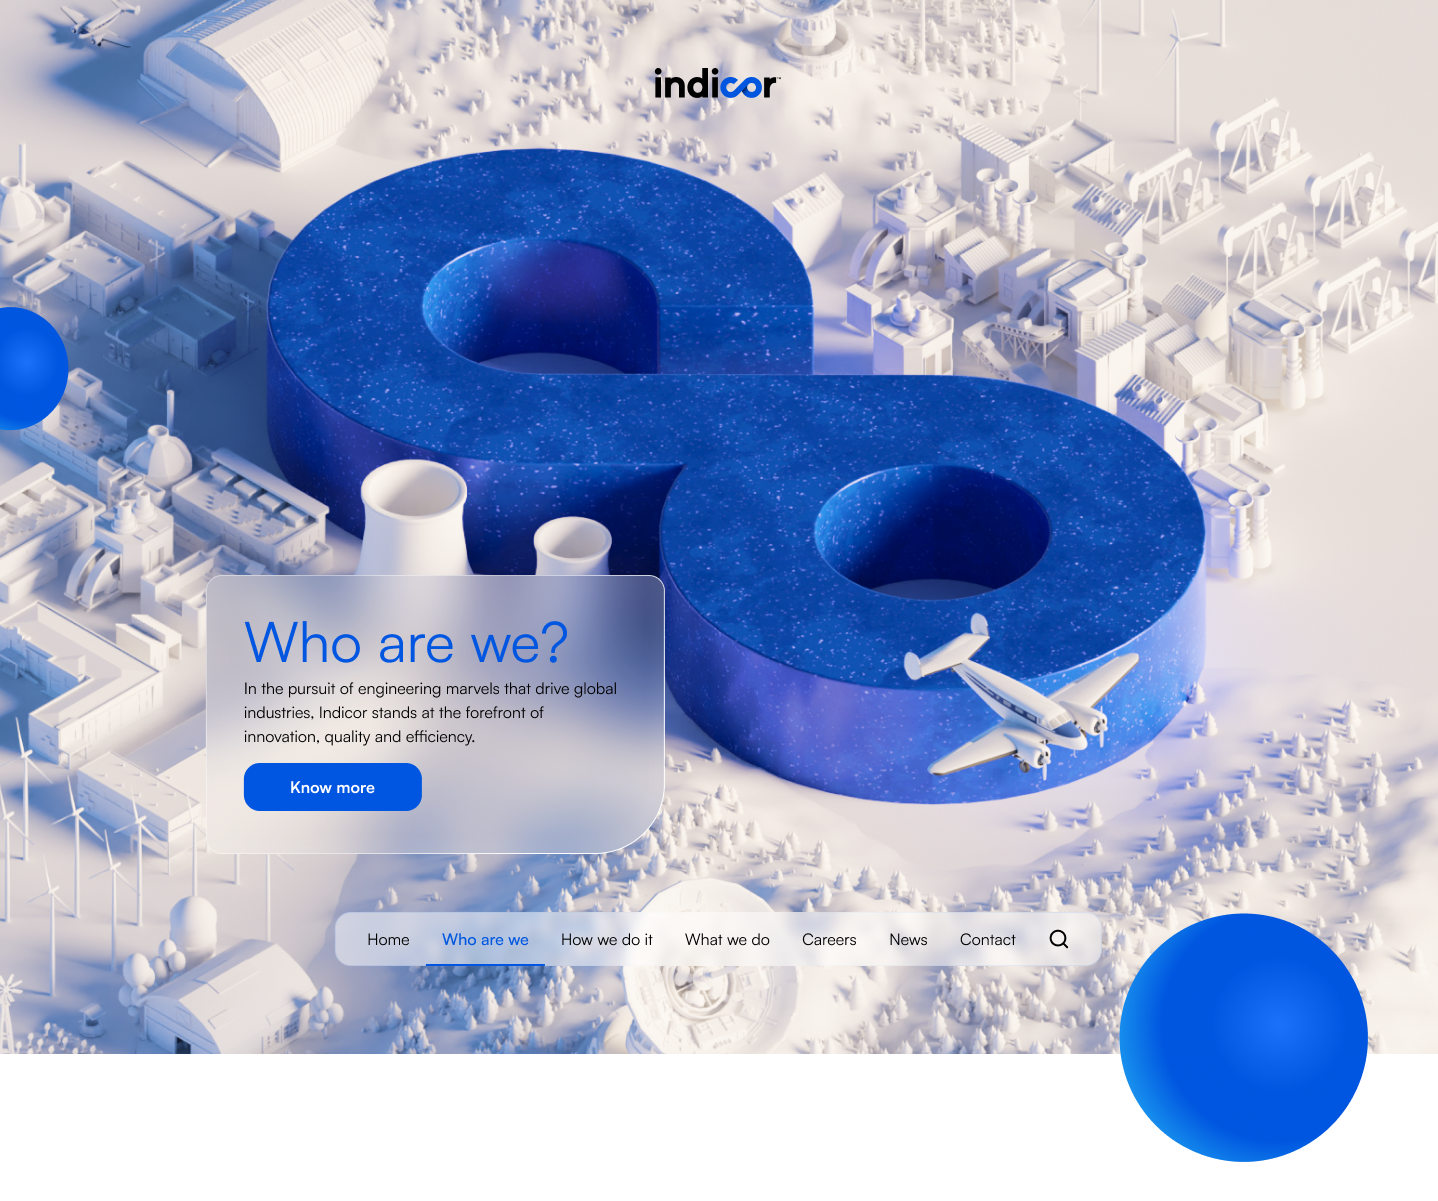 indicor
Who are we?
In the pursuit of engineering marvels that drive global
industries, Indicor stands at the forefront of
innovation, quality and efficiency.
Know more
Home Who are we How we do it What we do Careers News Contact